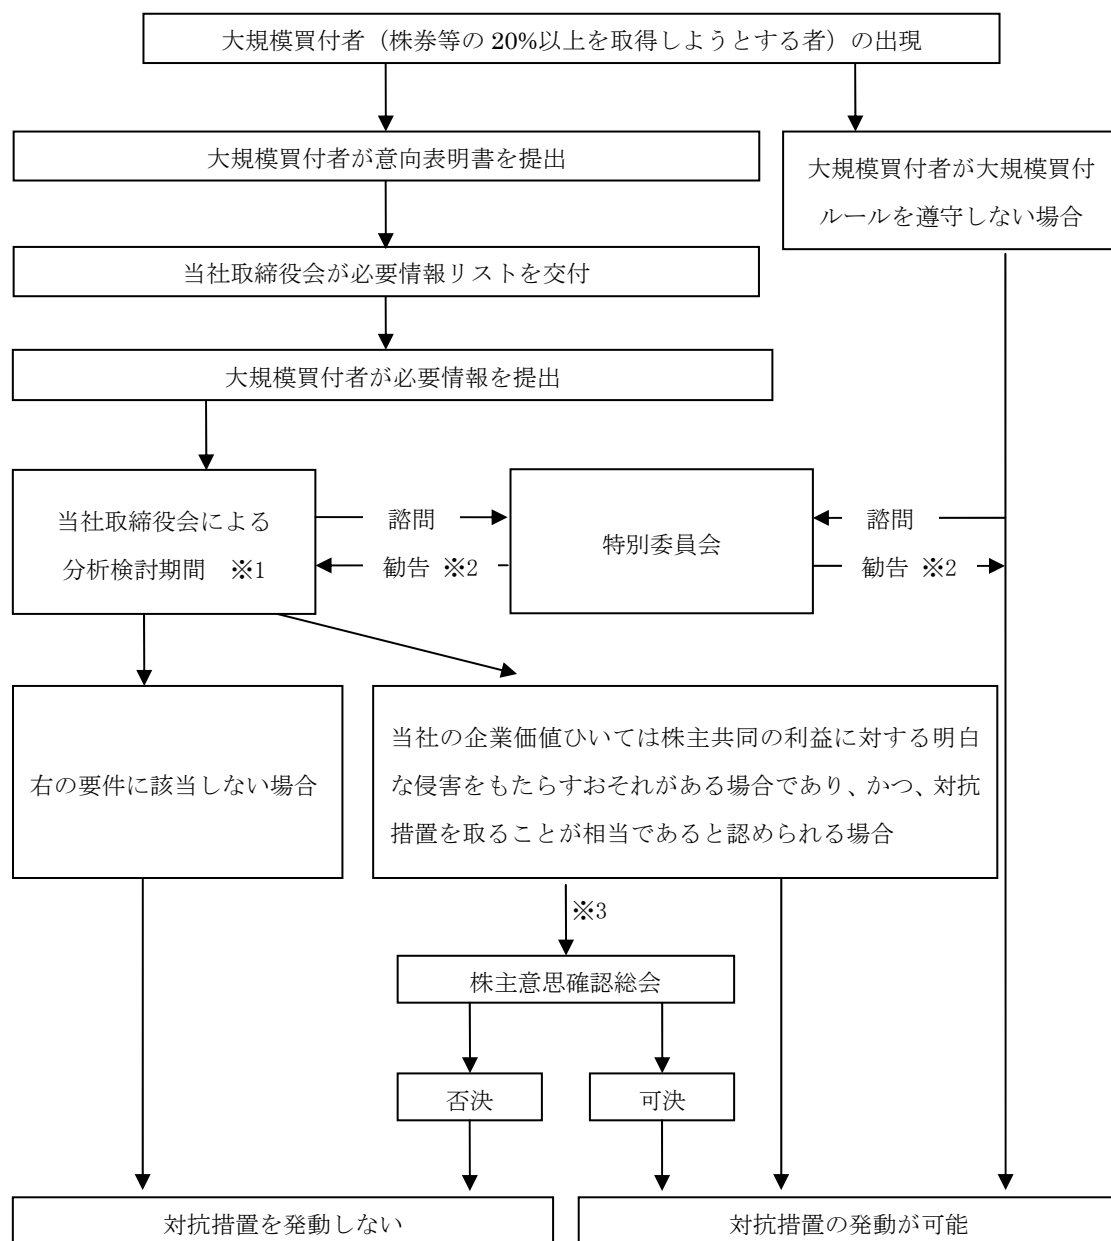 大規模買付者（株券等の 20%以上を取得しようとする者）の出現
大規模買付者が意向表明書を提出
大規模買付者が大規模買付
ルールを遵守しない場合
当社取締役会が必要情報リストを交付
大規模買付者が必要情報を提出
当社取締役会による
分析検討期間　※1
諮問
勧告 ※2
特別委員会
諮問
勧告 ※2
右の要件に該当しない場合
当社の企業価値ひいては株主共同の利益に対する明白
な侵害をもたらすおそれがある場合であり、かつ、対抗
措置を取ることが相当であると認められる場合
※3
株主意思確認総会
否決
可決
対抗措置を発動しない
対抗措置の発動が可能